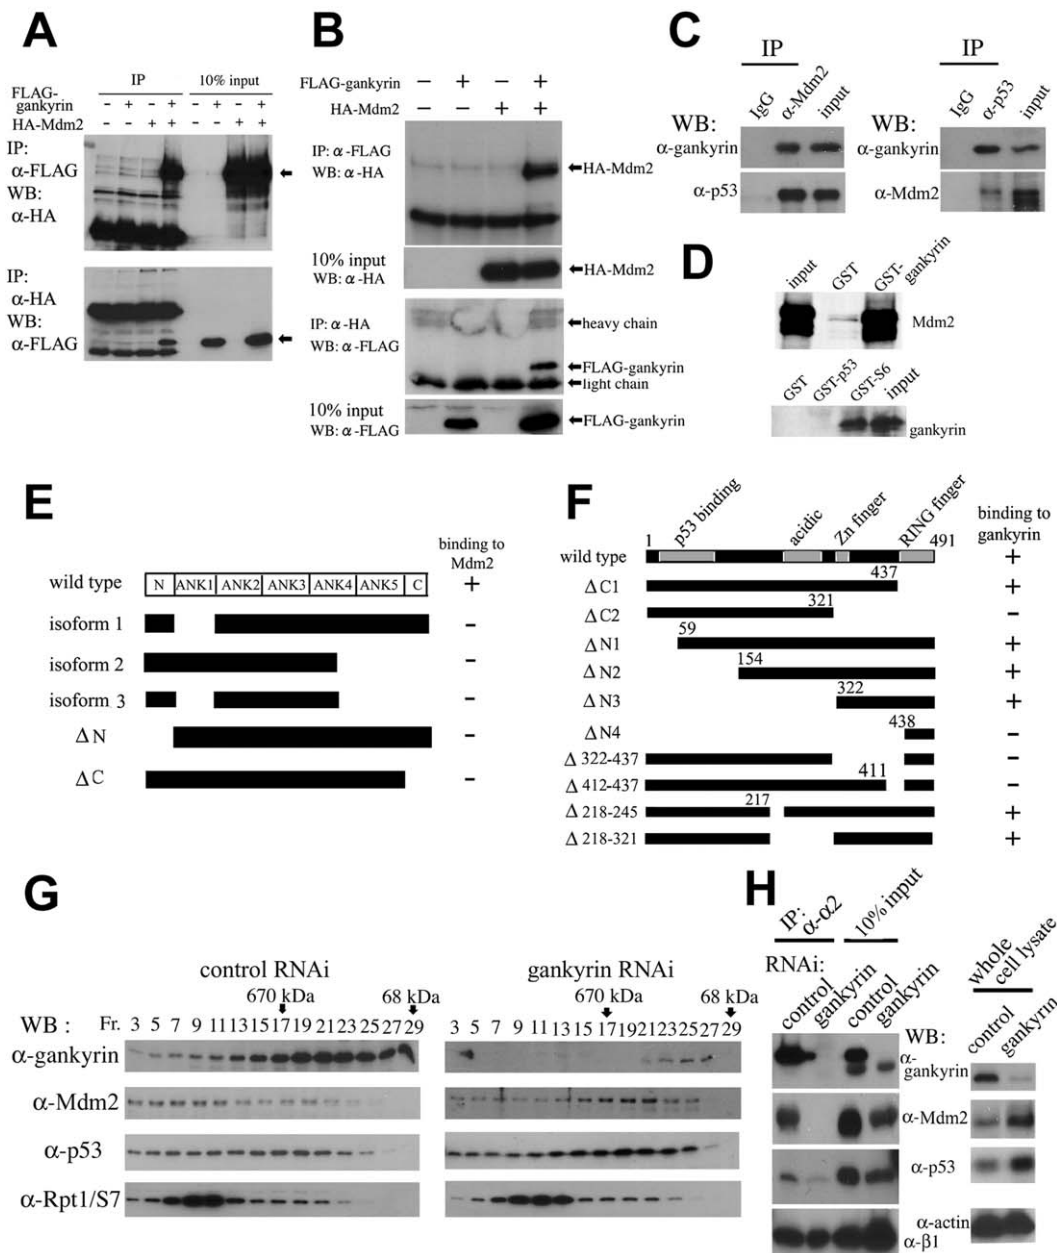 A
IP 10% input
FLAG-
gankyrin - + - + - + - +
HA-Mdm2 - - + + - - + +
IP:
α-FLAG
WB:
α-HA
IP:
α-HA
WB:
α-FLAG
B
FLAG-gankyrin - + - +
HA-Mdm2 - - + +
IP: α-FLAG
WB: α-HA
HA-Mdm2
10% input
WB: α-HA
HA-Mdm2
IP: α-HA
WB: α-FLAG
heavy chain
FLAG-gankyrin
light chain
10% input
WB: α-FLAG
FLAG-gankyrin
C
IP
IgG α-Mdm2 input
WB:
α-gankyrin
α-p53
IP
IgG α-p53 input
WB:
α-gankyrin
α-Mdm2
D
input GST GST-gankyrin
Mdm2
GST GST-p53 GST-S6 input
gankyrin
E
binding to
Mdm2
wild type N ANK1 ANK2 ANK3 ANK4 ANK5 C +
isoform 1 -
isoform 2 -
isoform 3 -
ΔN -
ΔC -
F
p53 binding acidic Zn finger RING finger
binding to
gankyrin
1 491
wild type +
437
ΔC1 +
321
ΔC2 -
59
ΔN1 +
154
ΔN2 +
322
ΔN3 +
438
ΔN4 -
Δ322-437 -
411
Δ412-437 -
217
Δ218-245 +
Δ218-321 +
G
control RNAi
670 kDa 68 kDa
WB: Fr. 3 5 7 9 11 13 15 17 19 21 23 25 27 29
gankyrin RNAi
670 kDa 68 kDa
3 5 7 9 11 13 15 17 19 21 23 25 27 29
α-gankyrin
α-Mdm2
α-p53
α-Rpt1/S7
H
IP: α-α2 10% input
RNAi: control gankyrin control gankyrin
whole cell lysate
control gankyrin
WB:
α-gankyrin
α-Mdm2
α-p53
α-actin
α-β1